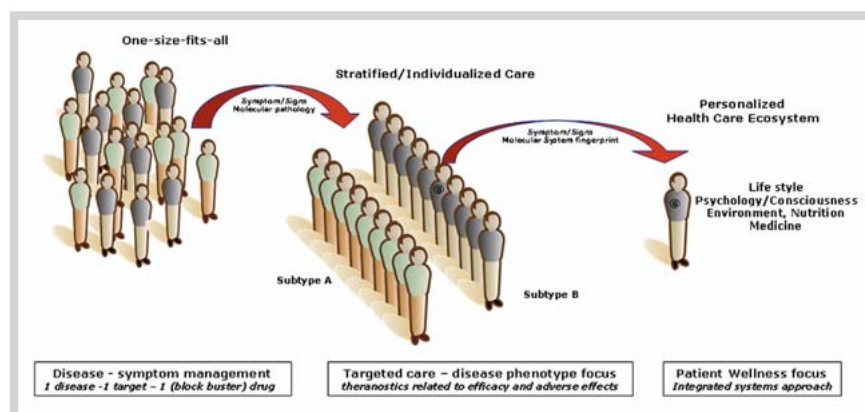 One-size-fits-all
Stratified/Individualized Care
Symptom/Signs
Molecular pathology
Personalized
Health Care Ecosystem
Symptom/Signs
Molecular System fingerprint
Life style
Psychology/Consciousness
Environment, Nutrition
Medicine
Subtype A
Subtype B
Disease - symptom management
1 disease -1 target – 1 (block buster) drug
Targeted care – disease phenotype focus
theranostics related to efficacy and adverse effects
Patient Wellness focus
Integrated systems approach